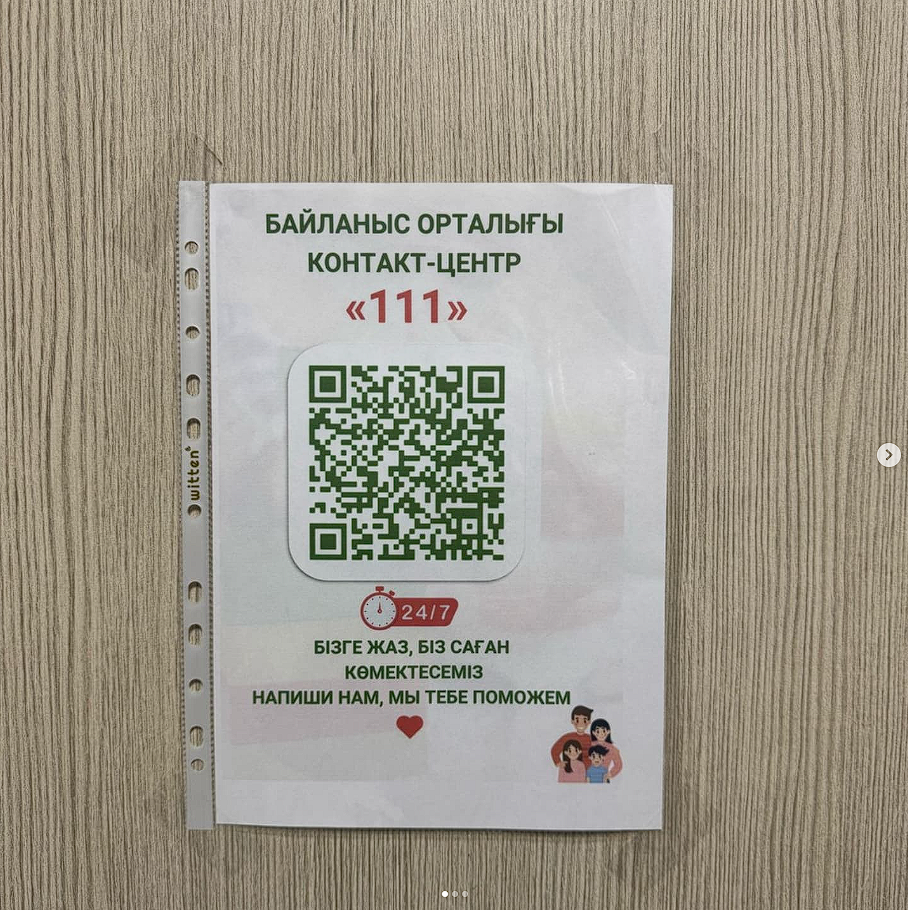 БАЙЛАНЫС ОРТАЛЫҒЫ
КОНТАКТ-ЦЕНТР
«111»
24/7
БІЗГЕ ЖАЗ, БІЗ САҒАН
КӨМЕКТЕСЕМІЗ
НАПИШИ НАМ, МЫ ТЕБЕ ПОМОЖЕМ
witten